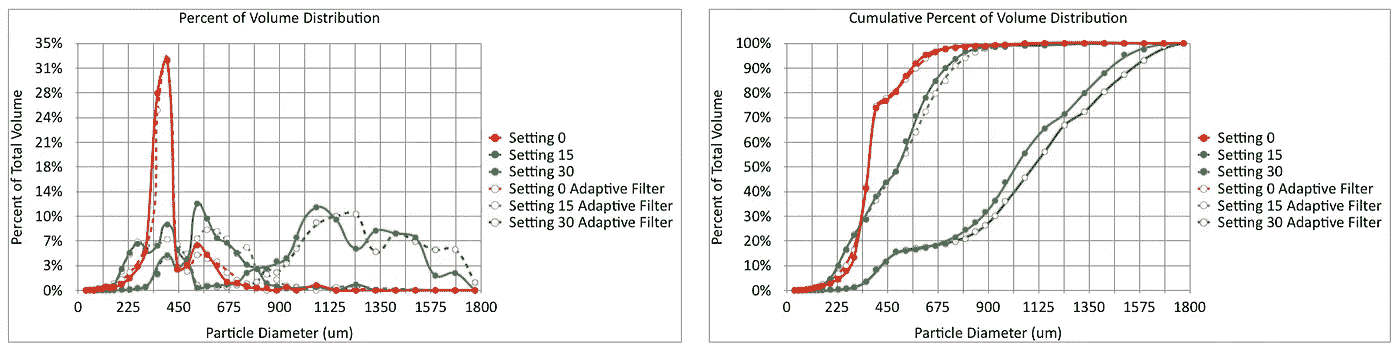 Percent of Volume Distribution
Percent of Total Volume
35%
31%
28%
24%
21%
18%
14%
10%
7%
3%
0%
0 225 450 675 900 1125 1350 1575 1800
Particle Diameter (um)
Setting 0
Setting 15
Setting 30
Setting 0 Adaptive Filter
Setting 15 Adaptive Filter
Setting 30 Adaptive Filter
Cumulative Percent of Volume Distribution
Percent of Total Volume
100%
90%
80%
70%
60%
50%
40%
30%
20%
10%
0%
0 225 450 675 900 1125 1350 1575 1800
Particle Diameter (um)
Setting 0
Setting 15
Setting 30
Setting 0 Adaptive Filter
Setting 15 Adaptive Filter
Setting 30 Adaptive Filter